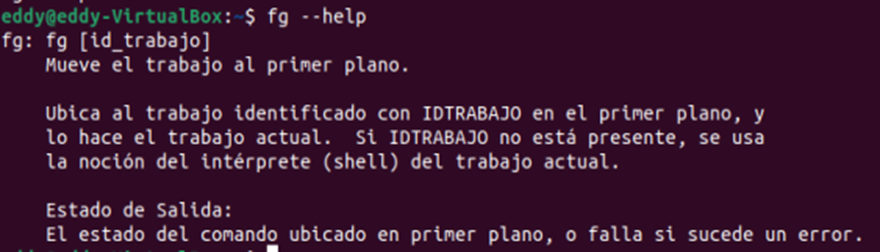 eddy@eddy-VirtualBox:~$ fg --help
fg: fg [id_trabajo]
Mueve el trabajo al primer plano.
Ubica al trabajo identificado con IDTRABAJO en el primer plano, y
lo hace el trabajo actual.  Si IDTRABAJO no está presente, se usa
la noción del intérprete (shell) del trabajo actual.
Estado de Salida:
El estado del comando ubicado en primer plano, o falla si sucede un error.